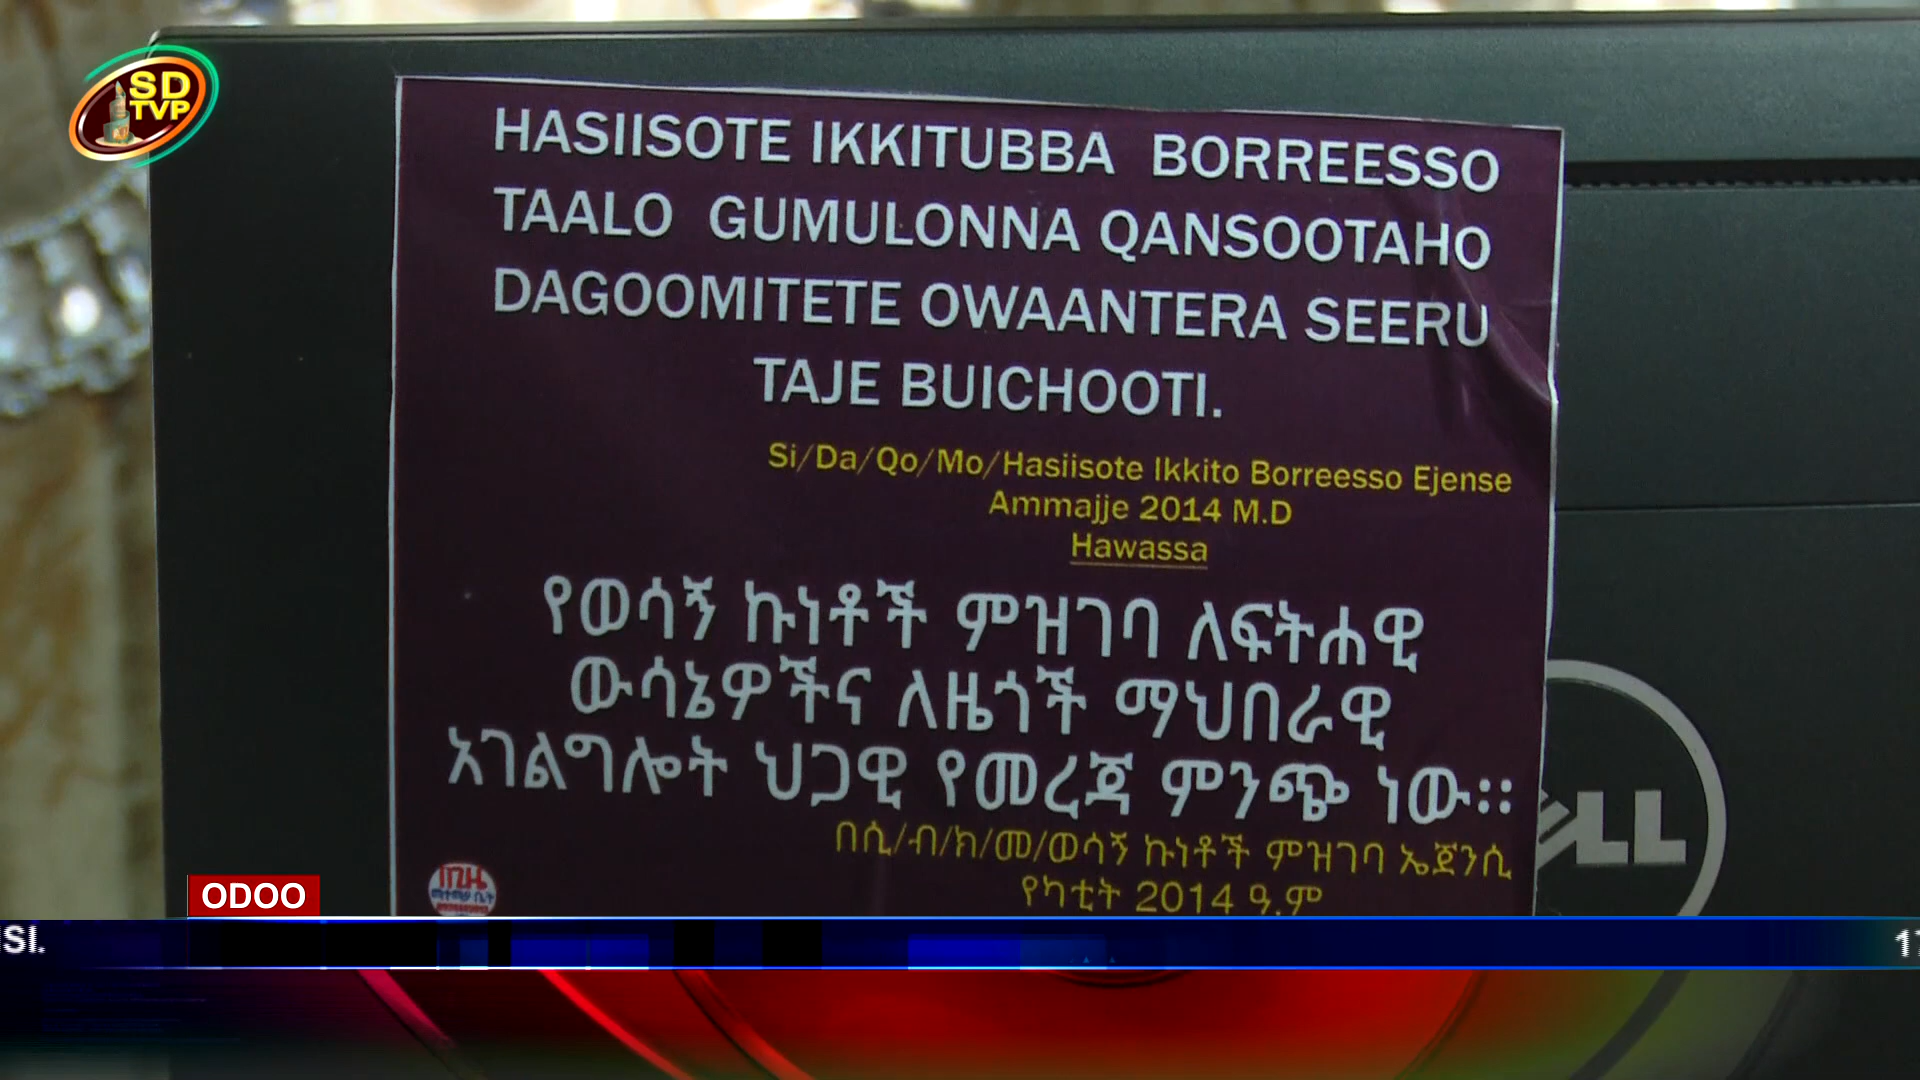 SD
TVP
HASIISOTE IKKITUBBA BORREESSO
TAALO GUMULONNA QANSOOTAHO
DAGOOMITETE OWAANTERA SEERU
TAJE BUICHOOTI.
Si/Da/Qo/Mo/Hasiisote Ikkito Borreesso Ejense
Ammajje 2014 M.D
Hawassa
የወሳኝ ኩነቶች ምዝገባ ለፍትሐዊ
ውሳኔዎችና ለዜጎች ማህበራዊ
አገልግሎት ህጋዊ የመረጃ ምንጭ ነው።
በሲ/ብ/ክ/መ/ወሳኝ ኩነቶች ምዝገባ ኤጀንሲ
የካቲት 2014 ዓ.ም
DELL
ODOO